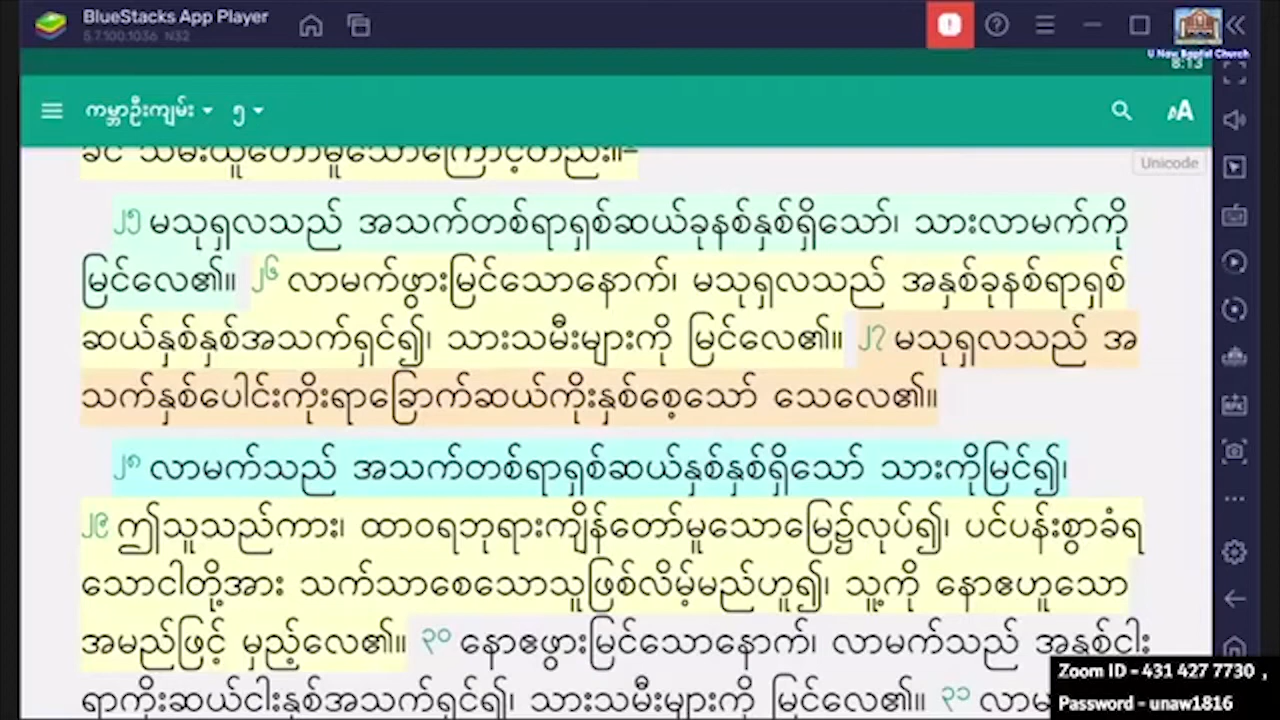 BlueStacks App Player
5.7.100.1036 N32
U Naw Baptist Church
8:13
ကမ္ဘာဦးကျမ်း ၅
AA
ခင် သိမ်းယူတော်မူသောကြောင့်တည်း။
Unicode
၂၅ မသုရှလသည် အသက်တစ်ရာရှစ်ဆယ်ခုနစ်နှစ်ရှိသော်၊ သားလာမက်ကို
မြင်လေ၏။ ၂၆ လာမက်ဖွားမြင်သောနောက်၊ မသုရှလသည် အနှစ်ခုနစ်ရာရှစ်
ဆယ်နှစ်နှစ်အသက်ရှင်၍၊ သားသမီးများကို မြင်လေ၏။ ၂၇ မသုရှလသည် အ
သက်နှစ်ပေါင်းကိုးရာခြောက်ဆယ်ကိုးနှစ်စေ့သော် သေလေ၏။
၂၈ လာမက်သည် အသက်တစ်ရာရှစ်ဆယ်နှစ်နှစ်ရှိသော် သားကိုမြင်၍၊
၂၉ ဤသူသည်ကား၊ ထာဝရဘုရားကျိန်တော်မူသောမြေ၌လုပ်၍၊ ပင်ပန်းစွာခံရ
သောငါတို့အား သက်သာစေသောသူဖြစ်လိမ့်မည်ဟူ၍၊ သူ့ကို နောဧဟူသော
အမည်ဖြင့် မှည့်လေ၏။ ၃၀ နောဧဖွားမြင်သောနောက်၊ လာမက်သည် အနှစ်ငါး
ရာကိုးဆယ်ငါးနှစ်အသက်ရှင်၍၊ သားသမီးများကို မြင်လေ၏။ ၃၁
Zoom ID - 431 427 7730 ,
Password - unaw1816